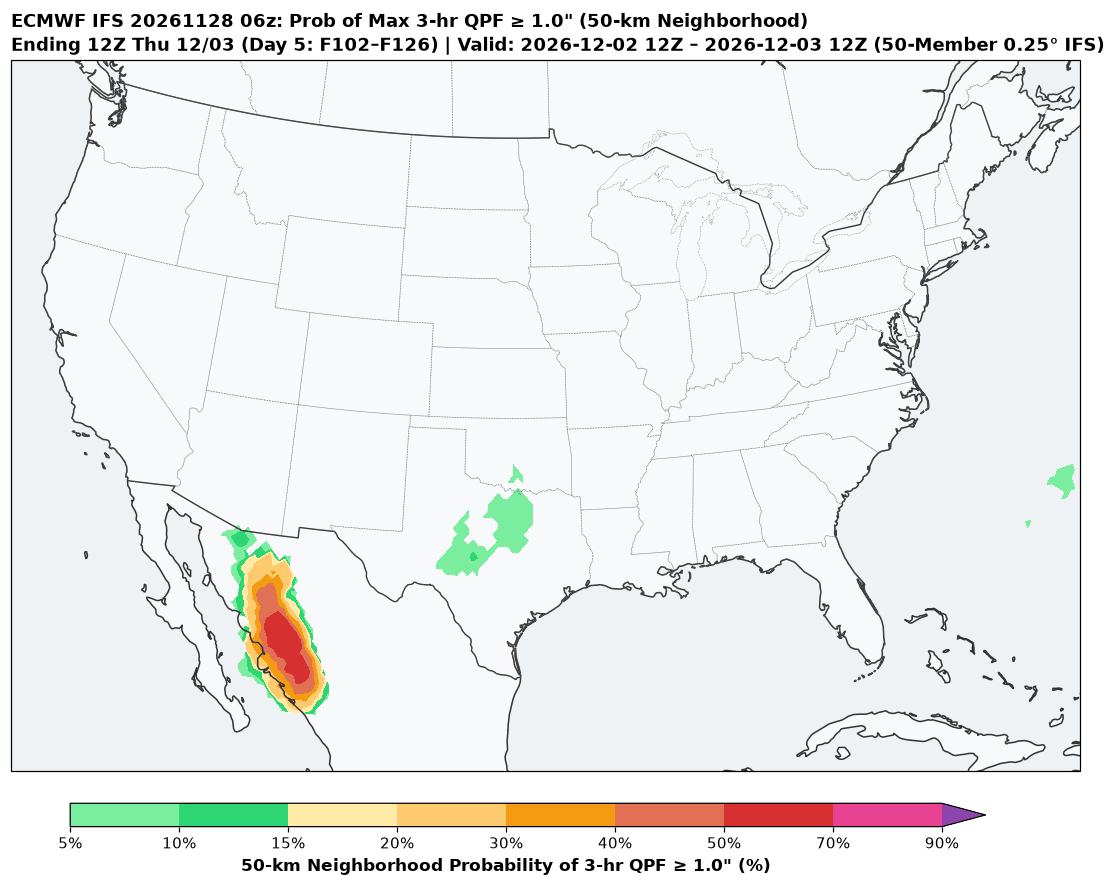 ECMWF IFS 20261128 06z: Prob of Max 3-hr QPF ≥ 1.0" (50-km Neighborhood)
Ending 12Z Thu 12/03 (Day 5: F102–F126) | Valid: 2026-12-02 12Z – 2026-12-03 12Z (50-Member 0.25° IFS)
5% 10% 15% 20% 30% 40% 50% 70% 90%
50-km Neighborhood Probability of 3-hr QPF ≥ 1.0" (%)